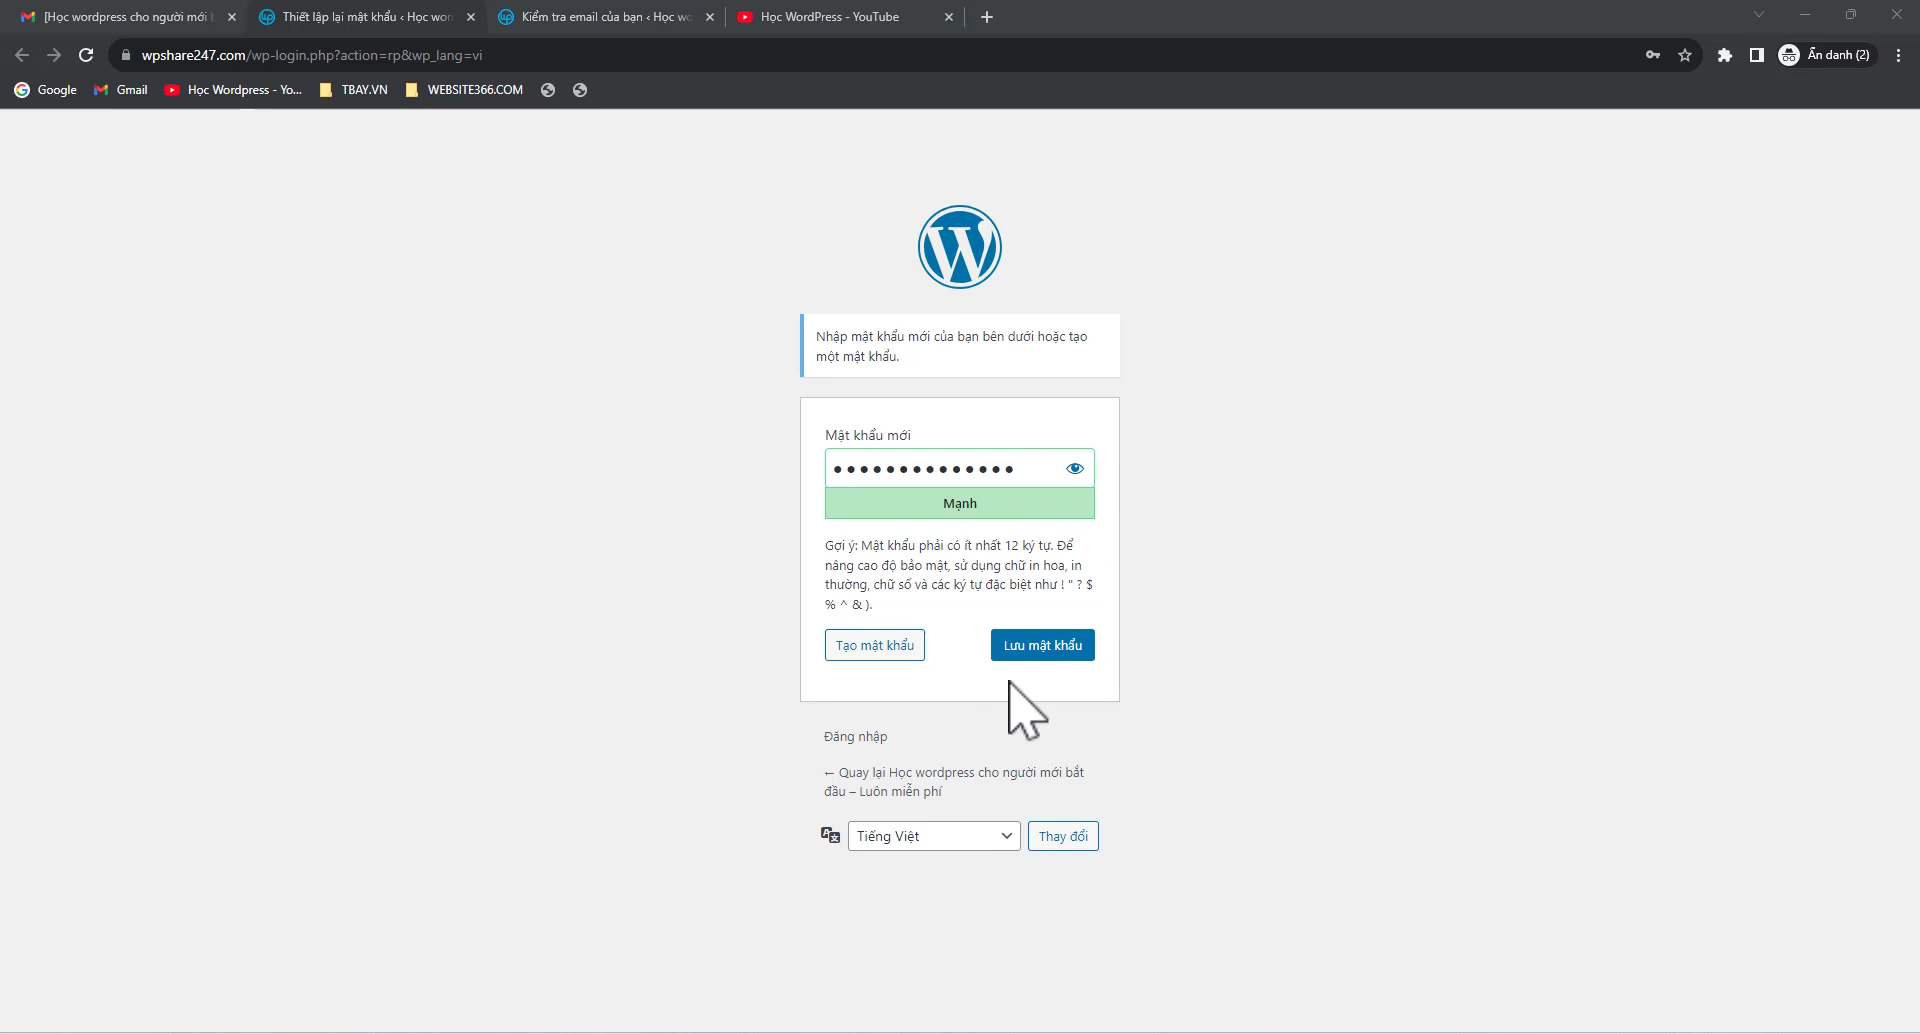 [Học wordpress cho người mới
Thiết lập lại mật khẩu ‹ Học wor
Kiểm tra email của bạn ‹ Học wo
Học WordPress - YouTube
wpshare247.com/wp-login.php?action=rp&wp_lang=vi
Ẩn danh (2)
Google
Gmail
Học Wordpress - Yo...
TBAY.VN
WEBSITE366.COM
Nhập mật khẩu mới của bạn bên dưới hoặc tạo
một mật khẩu.
Mật khẩu mới
Mạnh
Gợi ý: Mật khẩu phải có ít nhất 12 ký tự. Để
nâng cao độ bảo mật, sử dụng chữ in hoa, in
thường, chữ số và các ký tự đặc biệt như ! " ? $
% ^ & ).
Tạo mật khẩu
Lưu mật khẩu
Đăng nhập
← Quay lại Học wordpress cho người mới bắt
đầu – Luôn miễn phí
Tiếng Việt
Thay đổi